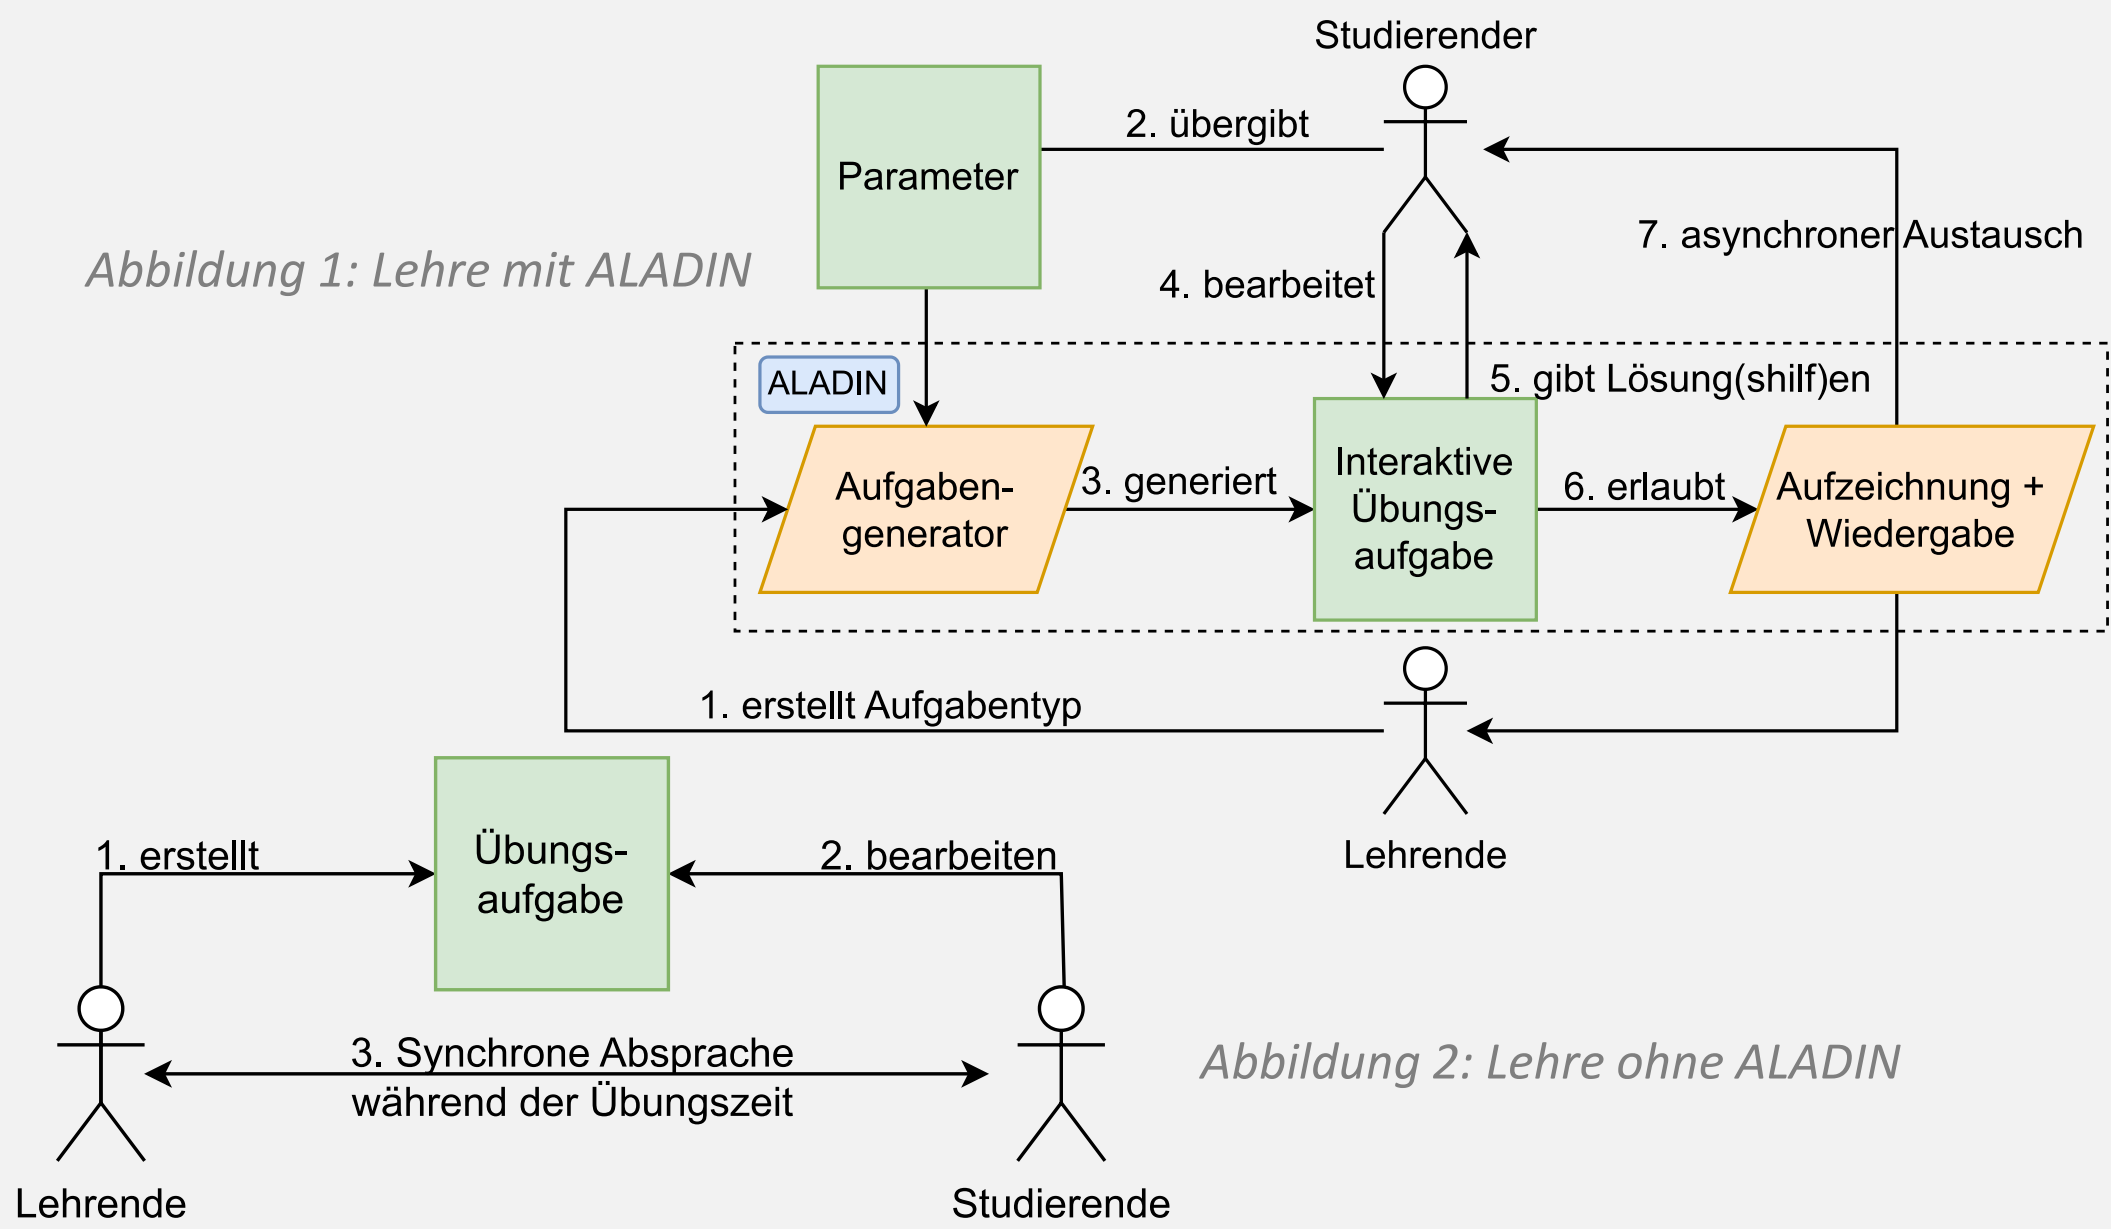 Studierender
2. übergibt
Parameter
7. asynchroner Austausch
Abbildung 1: Lehre mit ALADIN
4. bearbeitet
ALADIN
5. gibt Lösung(shilf)en
Aufgaben-
generator
3. generiert
Interaktive
Übungs-
aufgabe
6. erlaubt
Aufzeichnung +
Wiedergabe
1. erstellt Aufgabentyp
Lehrende
1. erstellt
Übungs-
aufgabe
2. bearbeiten
3. Synchrone Absprache
während der Übungszeit
Abbildung 2: Lehre ohne ALADIN
Lehrende
Studierende